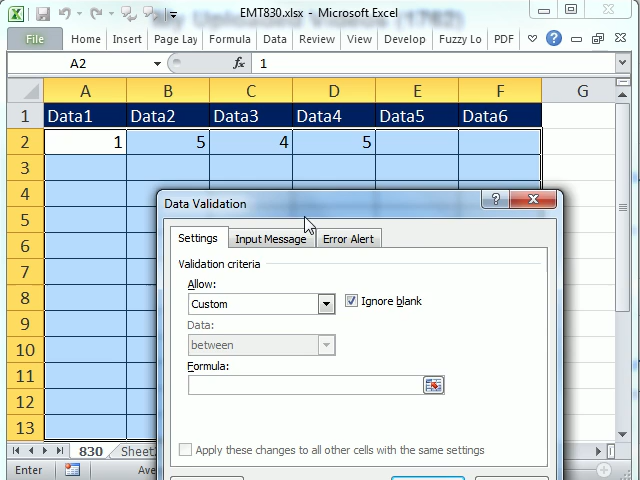 EMT830.xlsx - Microsoft Excel
File Home Insert Page Lay Formula Data Review View Develop Fuzzy Lo PDF
A2 fx 1
A B C D E F G
1 Data1 Data2 Data3 Data4 Data5 Data6
2 1 5 4 5
3
4
5
6
7
8
9
10
11
12
13
Data Validation
Settings Input Message Error Alert
Validation criteria
Allow:
Custom Ignore blank
Data:
between
Formula:
Apply these changes to all other cells with the same settings
830 Sheet
Enter Ave